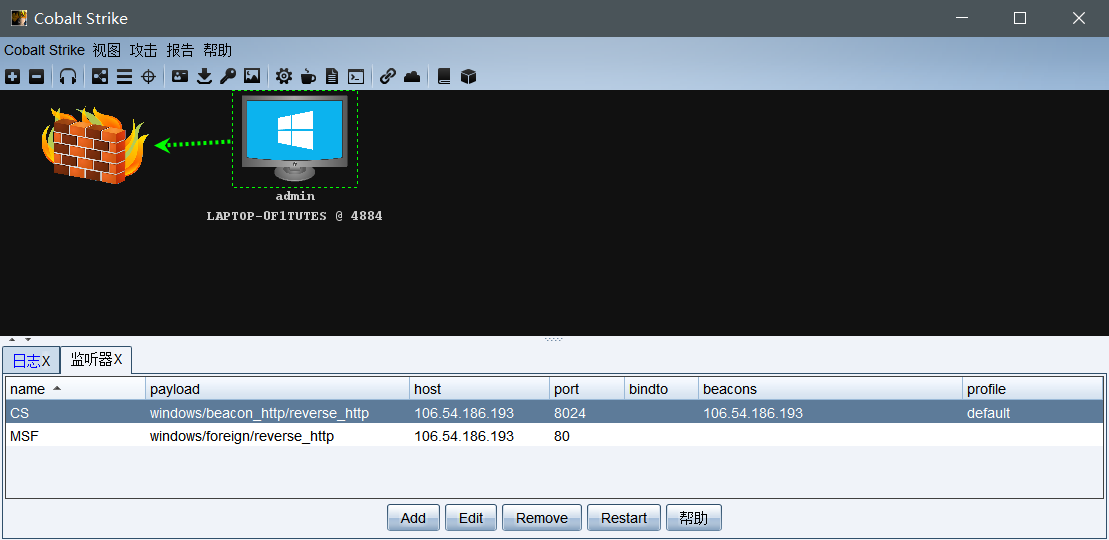 Cobalt Strike
Cobalt Strike 视图 攻击 报告 帮助
admin
LAPTOP-OF1TUTES @ 4884
日志X 监听器X
name payload host port bindto beacons profile
CS windows/beacon_http/reverse_http 106.54.186.193 8024 106.54.186.193 default
MSF windows/foreign/reverse_http 106.54.186.193 80
Add Edit Remove Restart 帮助